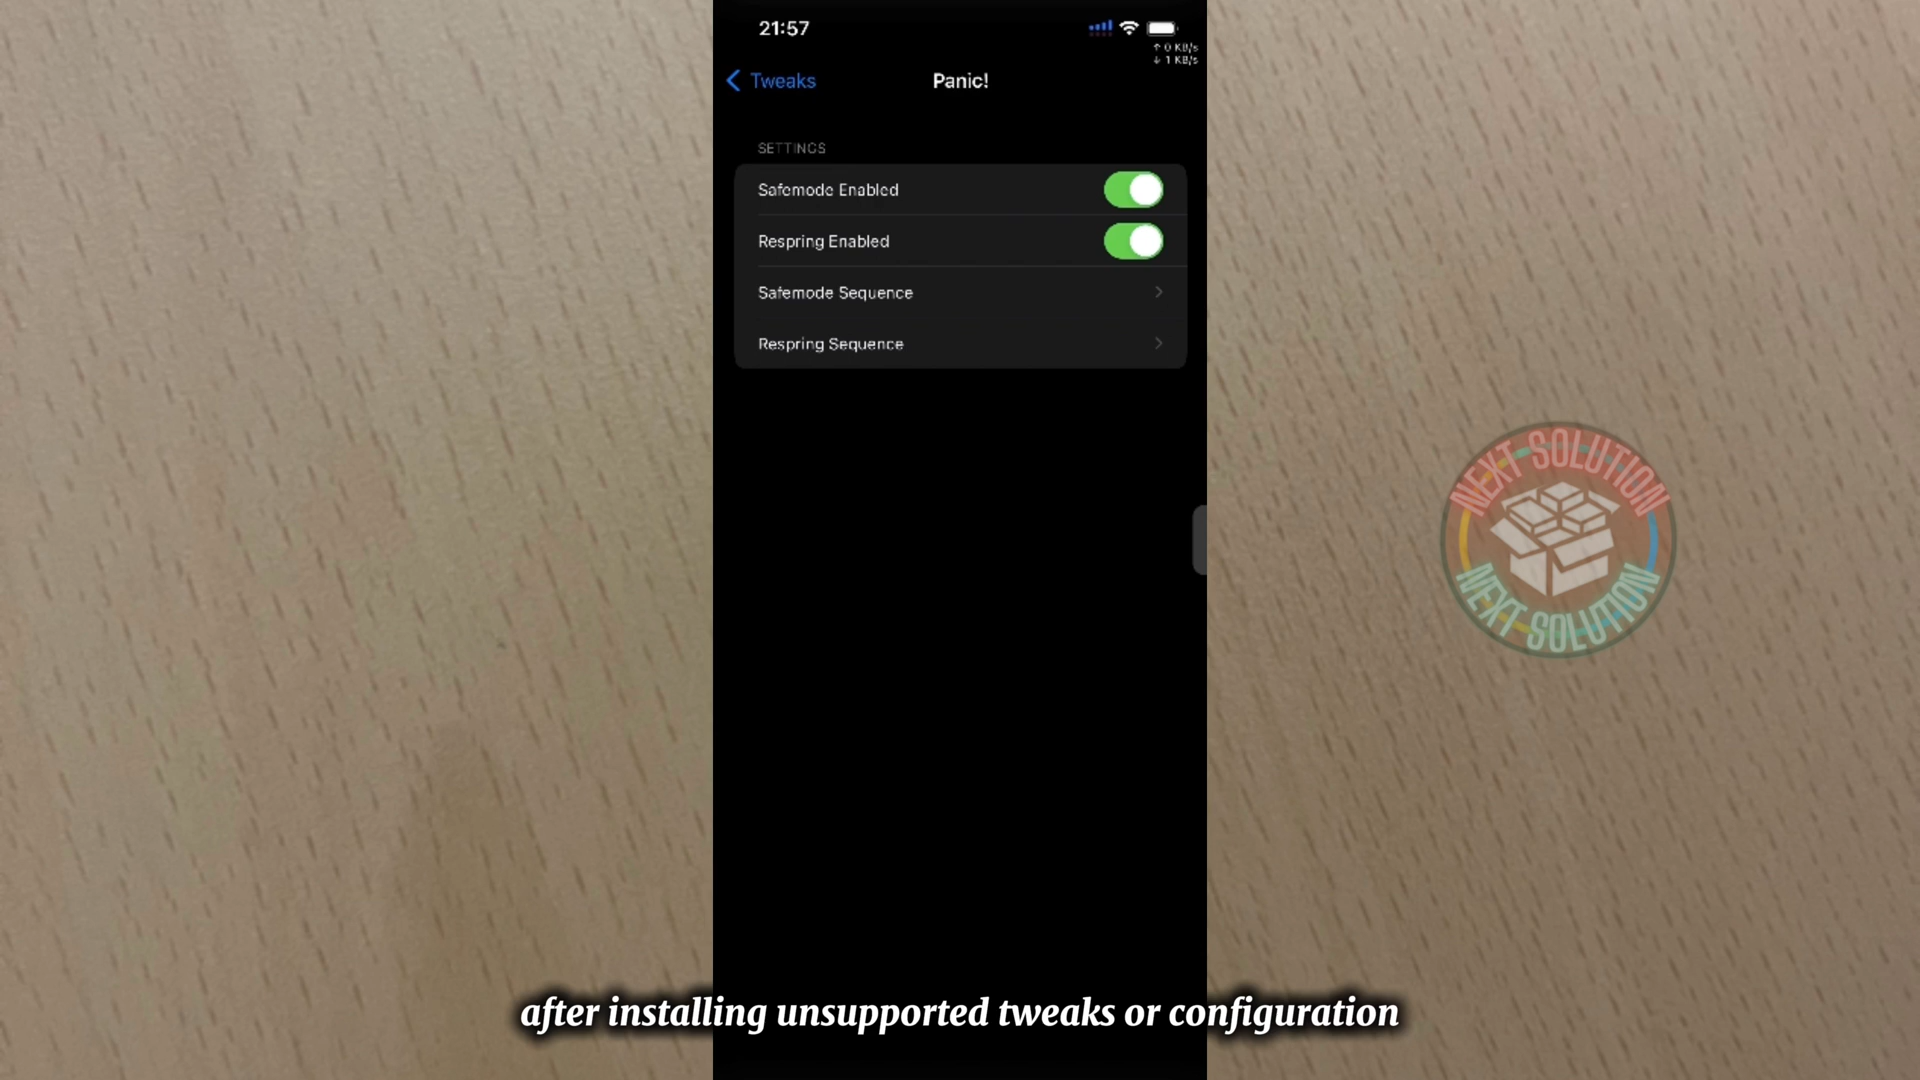 21:57
↑ 0 KB/s
↓ 1 KB/s
Tweaks
Panic!
SETTINGS
Safemode Enabled
Respring Enabled
Safemode Sequence
Respring Sequence
NEXT SOLUTION
NEXT SOLUTION
after installing unsupported tweaks or configuration